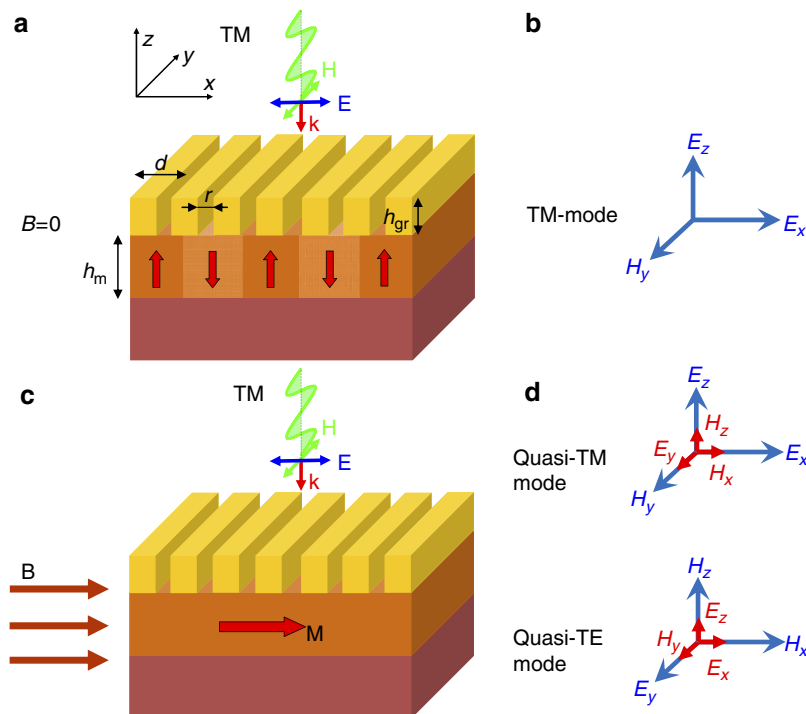 a
TM
z
y
x
H
E
k
d
r
h_gr
B=0
h_m
b
E_z
TM-mode
E_x
H_y
c
TM
H
E
k
B
M
d
E_z
H_z
E_y
E_x
Quasi-TM
mode
H_x
H_y
H_z
E_z
Quasi-TE
mode
H_y
H_x
E_x
E_y